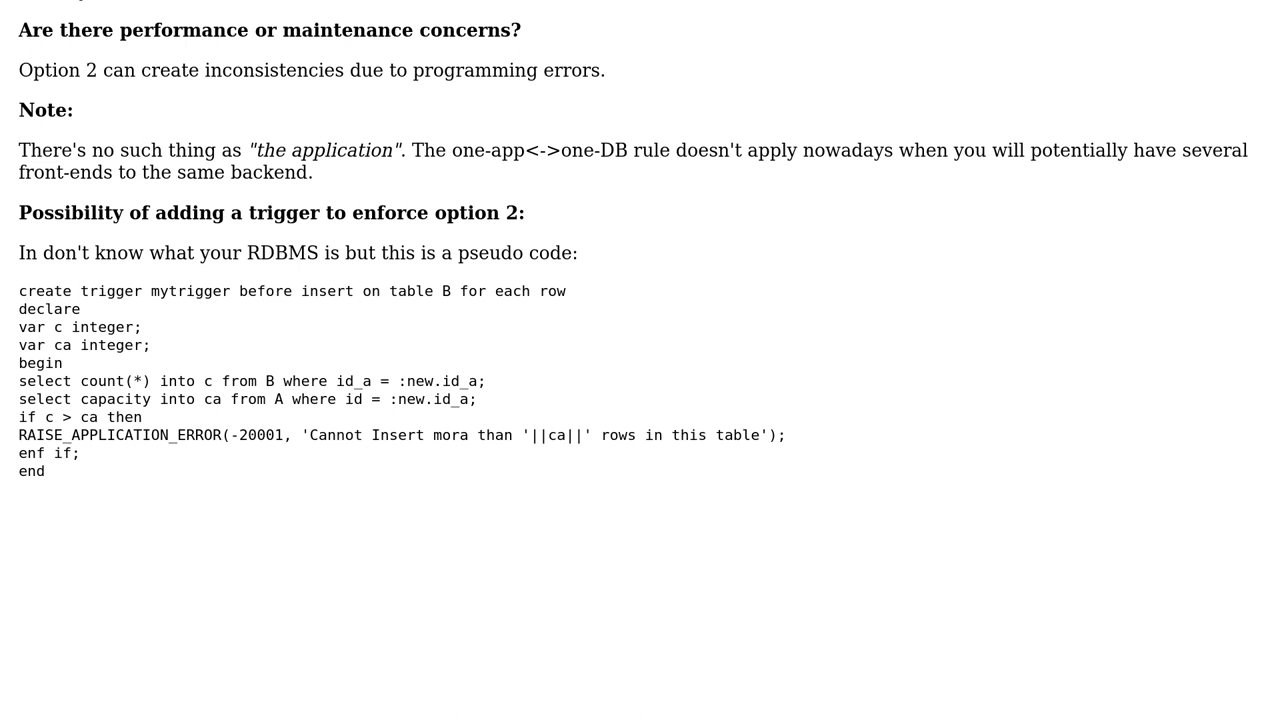 Are there performance or maintenance concerns?
Option 2 can create inconsistencies due to programming errors.
Note:
There's no such thing as "the application". The one-app<->one-DB rule doesn't apply nowadays when you will potentially have several
front-ends to the same backend.
Possibility of adding a trigger to enforce option 2:
In don't know what your RDBMS is but this is a pseudo code:
create trigger mytrigger before insert on table B for each row
declare
var c integer;
var ca integer;
begin
select count(*) into c from B where id_a = :new.id_a;
select capacity into ca from A where id = :new.id_a;
if c > ca then
RAISE_APPLICATION_ERROR(-20001, 'Cannot Insert mora than '||ca||' rows in this table');
enf if;
end